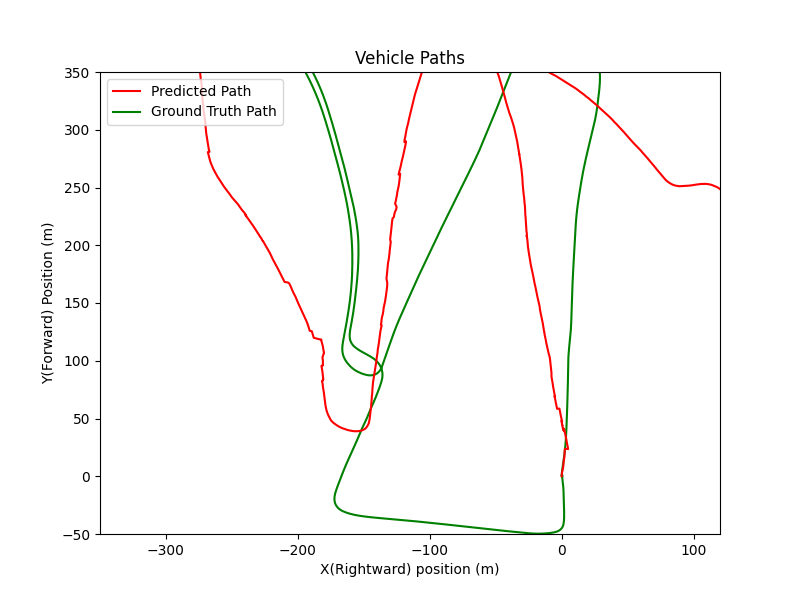 Vehicle Paths
Predicted Path
Ground Truth Path
350
300
250
200
150
100
50
0
−50
Y(Forward) Position (m)
−300
−200
−100
0
100
X(Rightward) position (m)